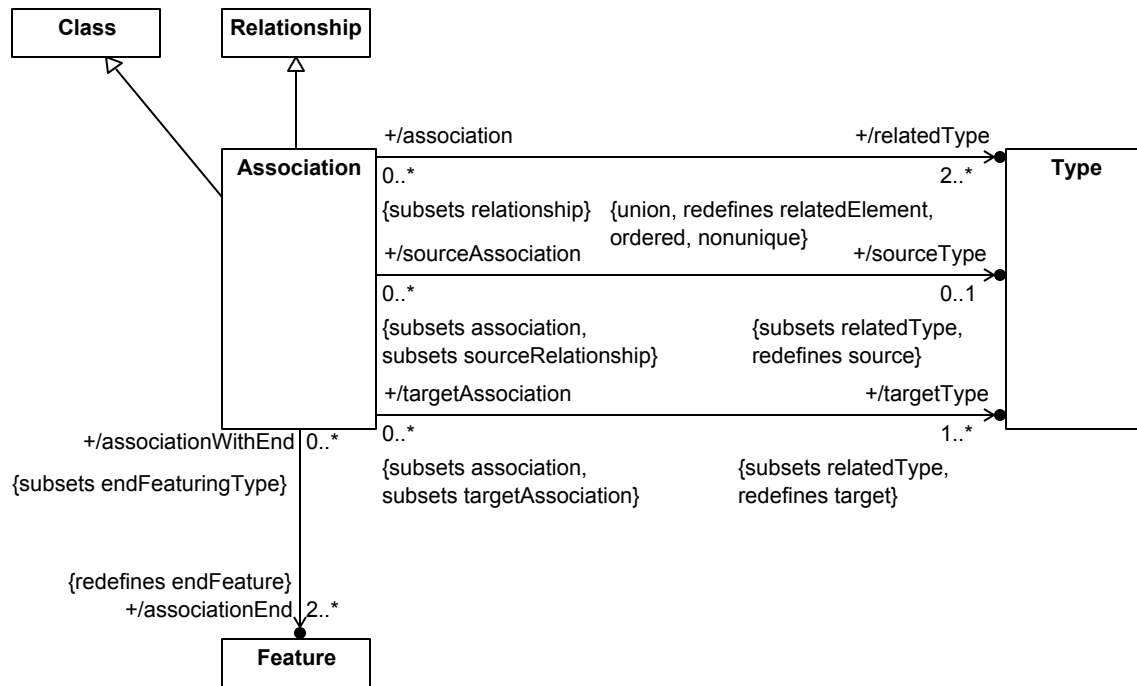 Class
Relationship
Association
Type
+/association
+/relatedType
0..*
2..*
{subsets relationship}
{union, redefines relatedElement,
ordered, nonunique}
+/sourceAssociation
+/sourceType
0..*
0..1
{subsets association,
subsets sourceRelationship}
{subsets relatedType,
redefines source}
+/targetAssociation
+/targetType
0..*
1..*
{subsets association,
subsets targetAssociation}
{subsets relatedType,
redefines target}
+/associationWithEnd
0..*
{subsets endFeaturingType}
{redefines endFeature}
+/associationEnd
2..*
Feature